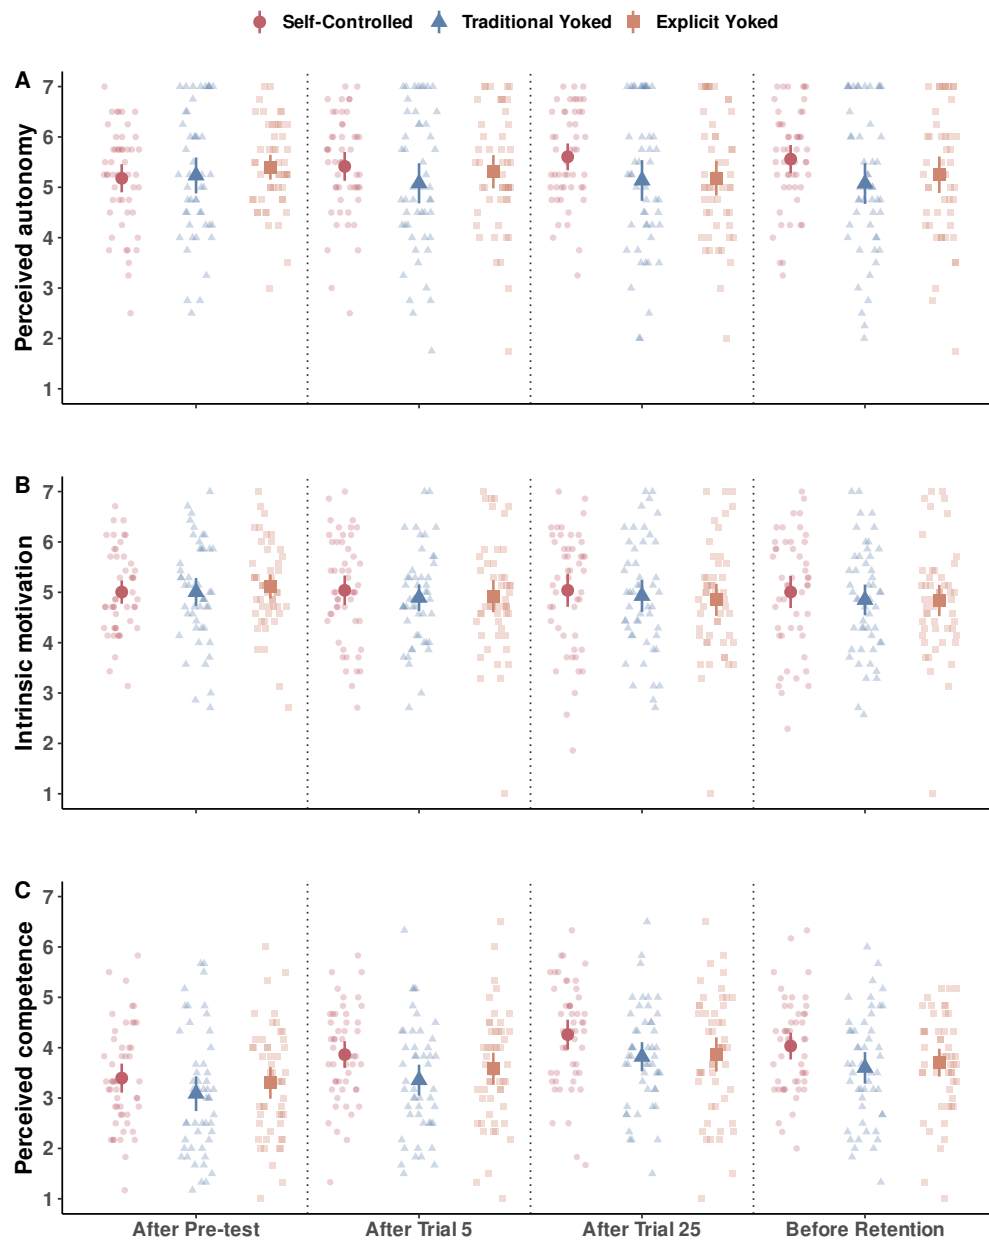 Self-Controlled Traditional Yoked Explicit Yoked
A
Perceived autonomy
7
6
5
4
3
2
1
B
Intrinsic motivation
7
6
5
4
3
2
1
C
Perceived competence
7
6
5
4
3
2
1
After Pre-test After Trial 5 After Trial 25 Before Retention